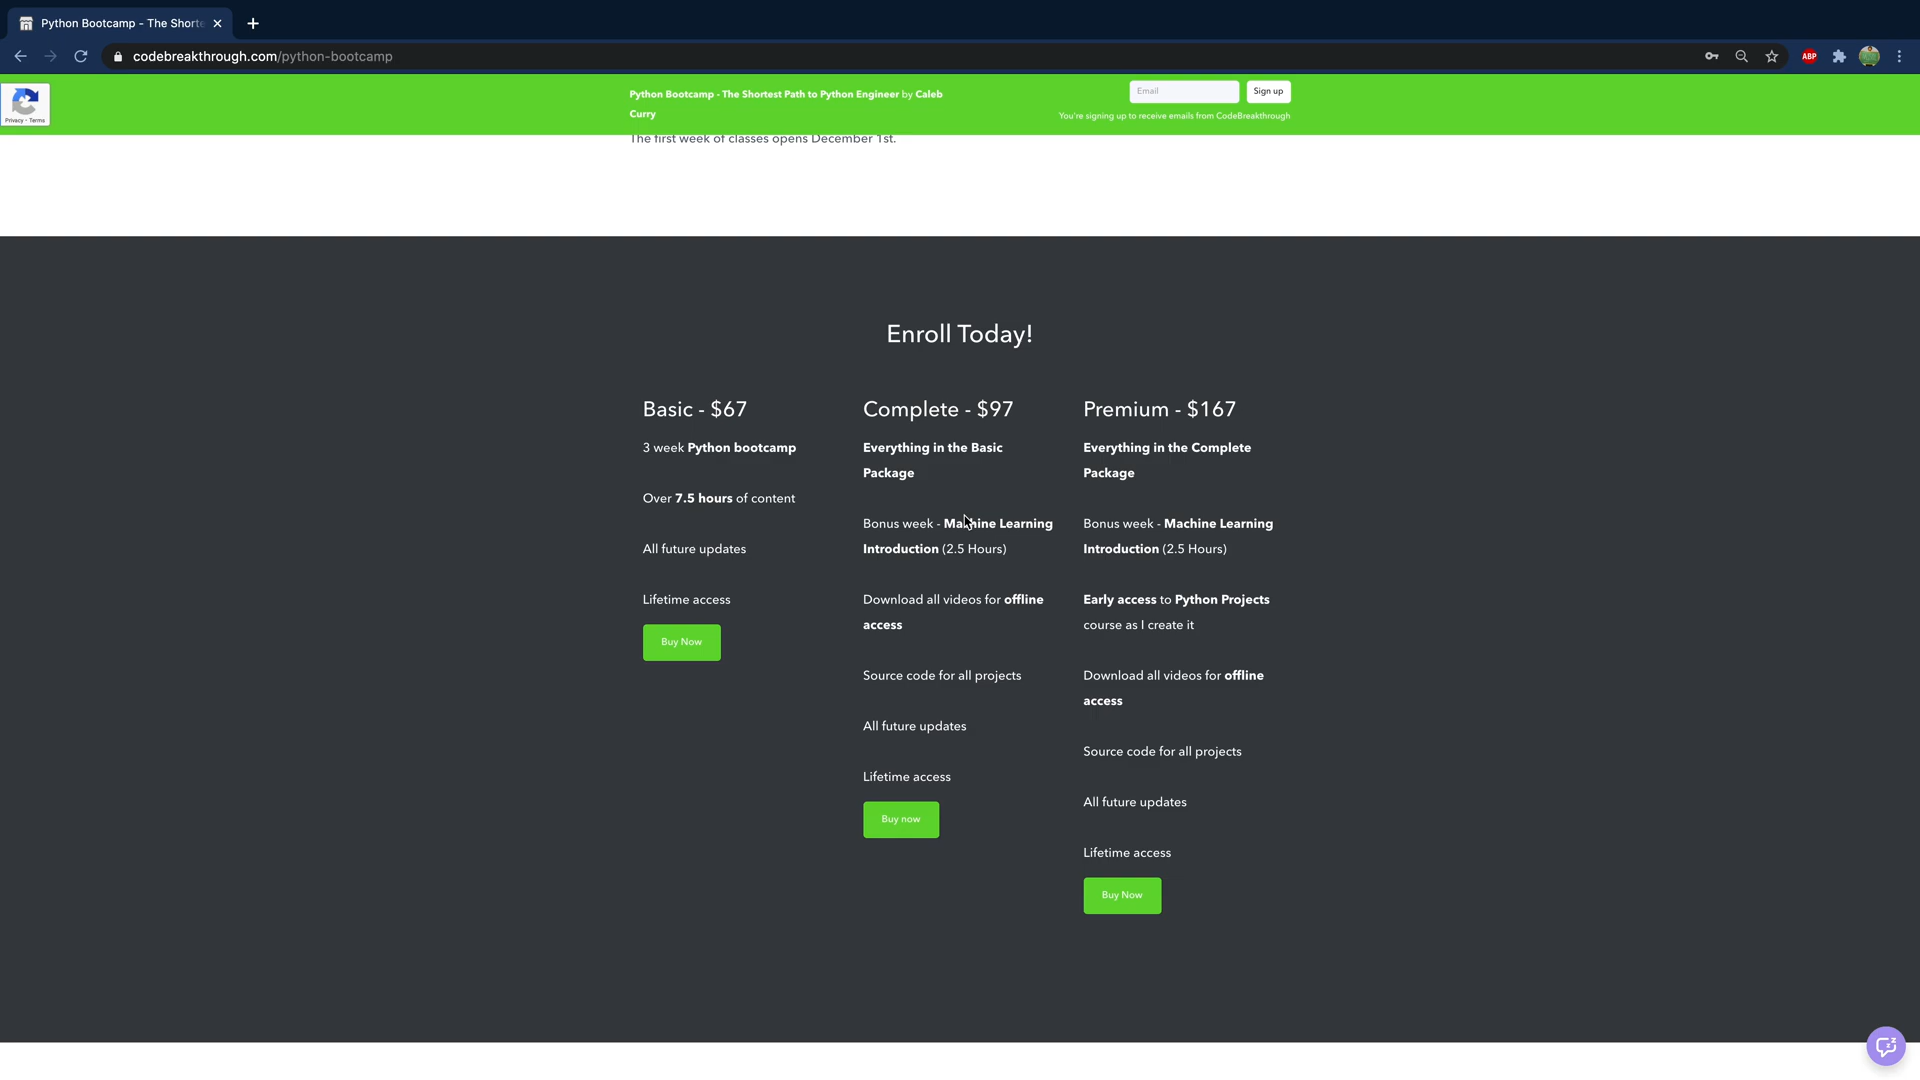 Python Bootcamp - The Shorte
codebreakthrough.com/python-bootcamp
ABP
Privacy - Terms
Python Bootcamp - The Shortest Path to Python Engineer by Caleb
Curry
Email
Sign up
You're signing up to receive emails from CodeBreakthrough
The first week of classes opens December 1st.
Enroll Today!
Basic - $67
3 week Python bootcamp
Over 7.5 hours of content
All future updates
Lifetime access
Buy Now
Complete - $97
Everything in the Basic
Package
Bonus week - Machine Learning
Introduction (2.5 Hours)
Download all videos for offline
access
Source code for all projects
All future updates
Lifetime access
Buy now
Premium - $167
Everything in the Complete
Package
Bonus week - Machine Learning
Introduction (2.5 Hours)
Early access to Python Projects
course as I create it
Download all videos for offline
access
Source code for all projects
All future updates
Lifetime access
Buy Now